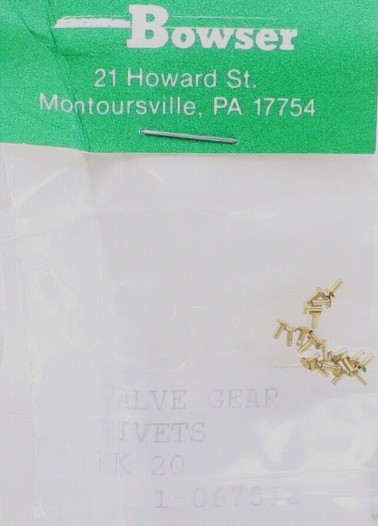 Bowser
21 Howard St.
Montoursville, PA 17754
ALVE GEAR
IVETS
K 20